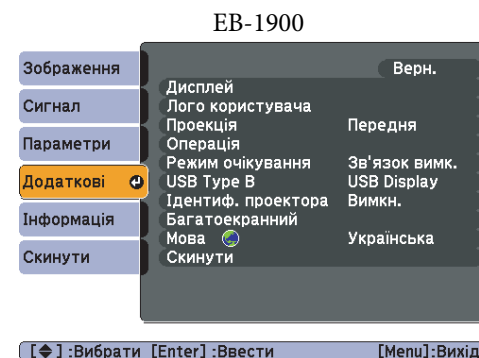 EB-1900
Зображення
Сигнал
Параметри
Додаткові
Інформація
Скинути
Верн.
Дисплей
Лого користувача
Проекція Передня
Операція
Режим очікування Зв'язок вимк.
USB Type B USB Display
Ідентиф. проектора Вимкн.
Багатоекранний
Мова Українська
Скинути
[◆] :Вибрати [Enter] :Ввести [Menu]:Вихід